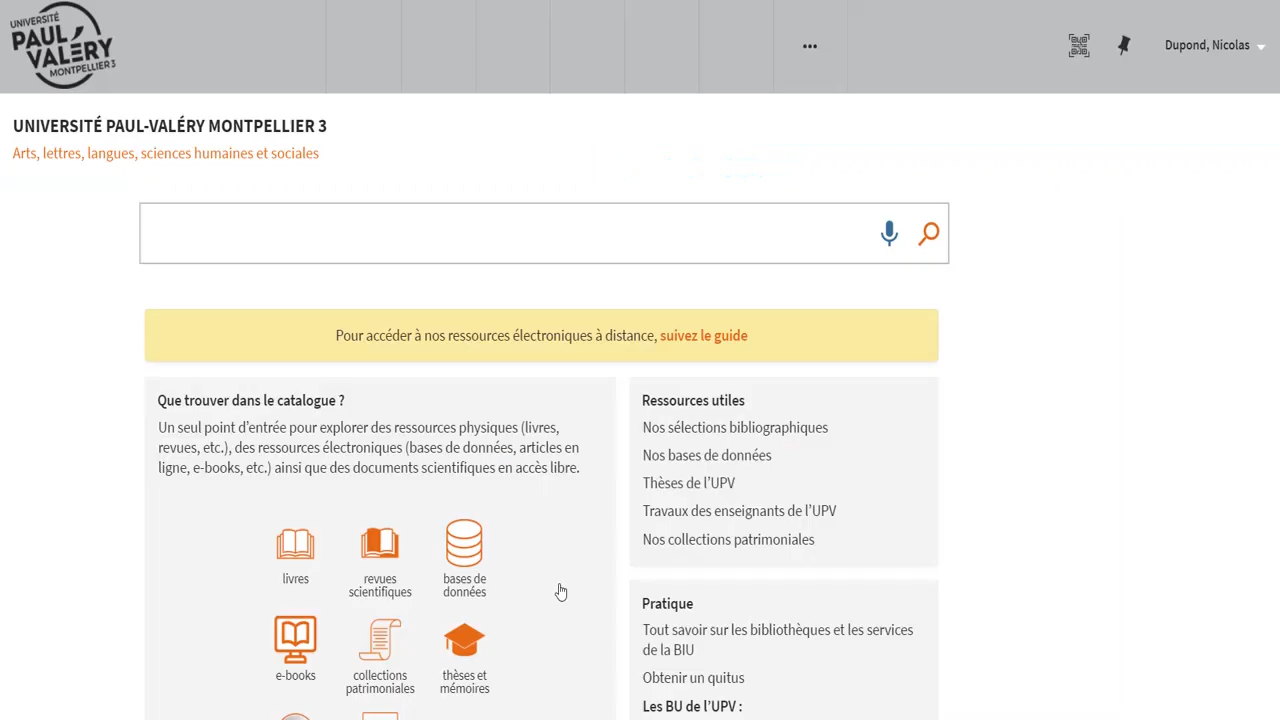 UNIVERSITÉ
PAUL
VALÉRY
MONTPELLIER 3
Dupond, Nicolas
UNIVERSITÉ PAUL-VALÉRY MONTPELLIER 3
Arts, lettres, langues, sciences humaines et sociales
Pour accéder à nos ressources électroniques à distance, suivez le guide
Que trouver dans le catalogue ?
Un seul point d’entrée pour explorer des ressources physiques (livres,
revues, etc.), des ressources électroniques (bases de données, articles en
ligne, e-books, etc.) ainsi que des documents scientifiques en accès libre.
livres
revues
scientifiques
bases de
données
e-books
collections
patrimoniales
thèses et
mémoires
Ressources utiles
Nos sélections bibliographiques
Nos bases de données
Thèses de l’UPV
Travaux des enseignants de l’UPV
Nos collections patrimoniales
Pratique
Tout savoir sur les bibliothèques et les services
de la BIU
Obtenir un quitus
Les BU de l’UPV :